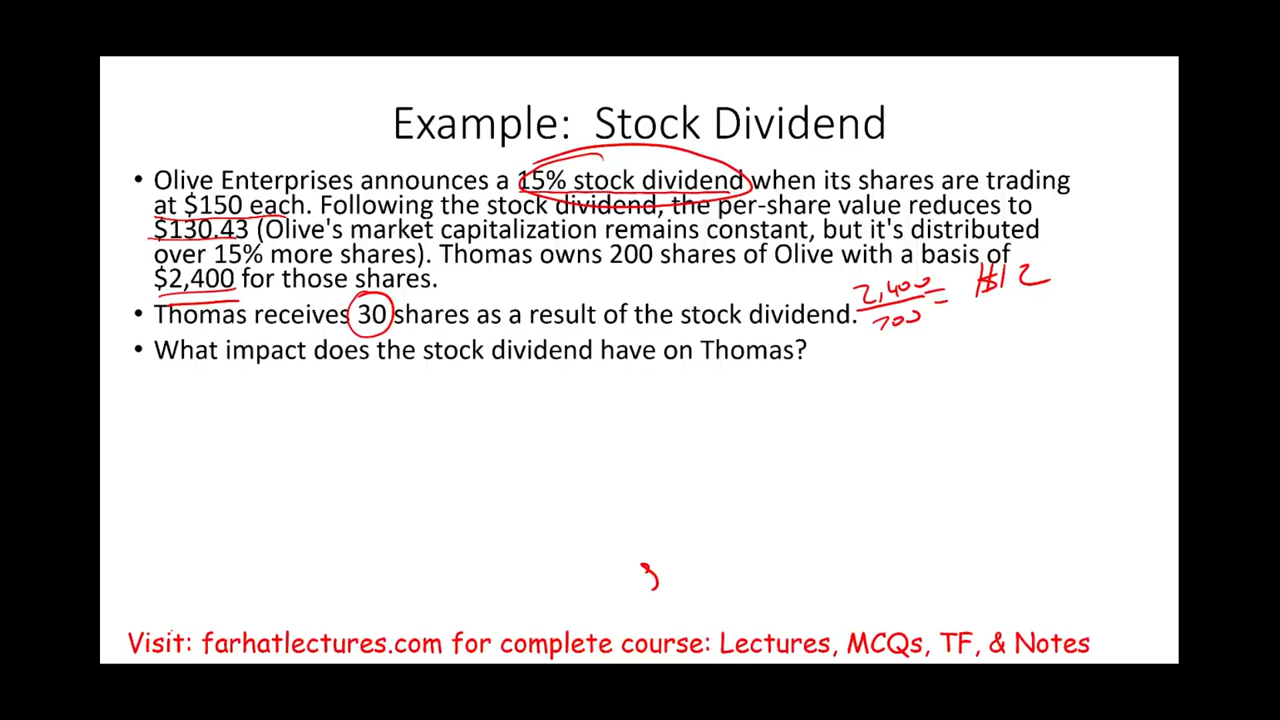 Example: Stock Dividend
• Olive Enterprises announces a 15% stock dividend when its shares are trading
at $150 each. Following the stock dividend, the per-share value reduces to
$130.43 (Olive's market capitalization remains constant, but it's distributed
over 15% more shares). Thomas owns 200 shares of Olive with a basis of
$2,400 for those shares.
• Thomas receives 30 shares as a result of the stock dividend.
2,400 = $12
• What impact does the stock dividend have on Thomas?
Visit: farhatlectures.com for complete course: Lectures, MCQs, TF, & Notes